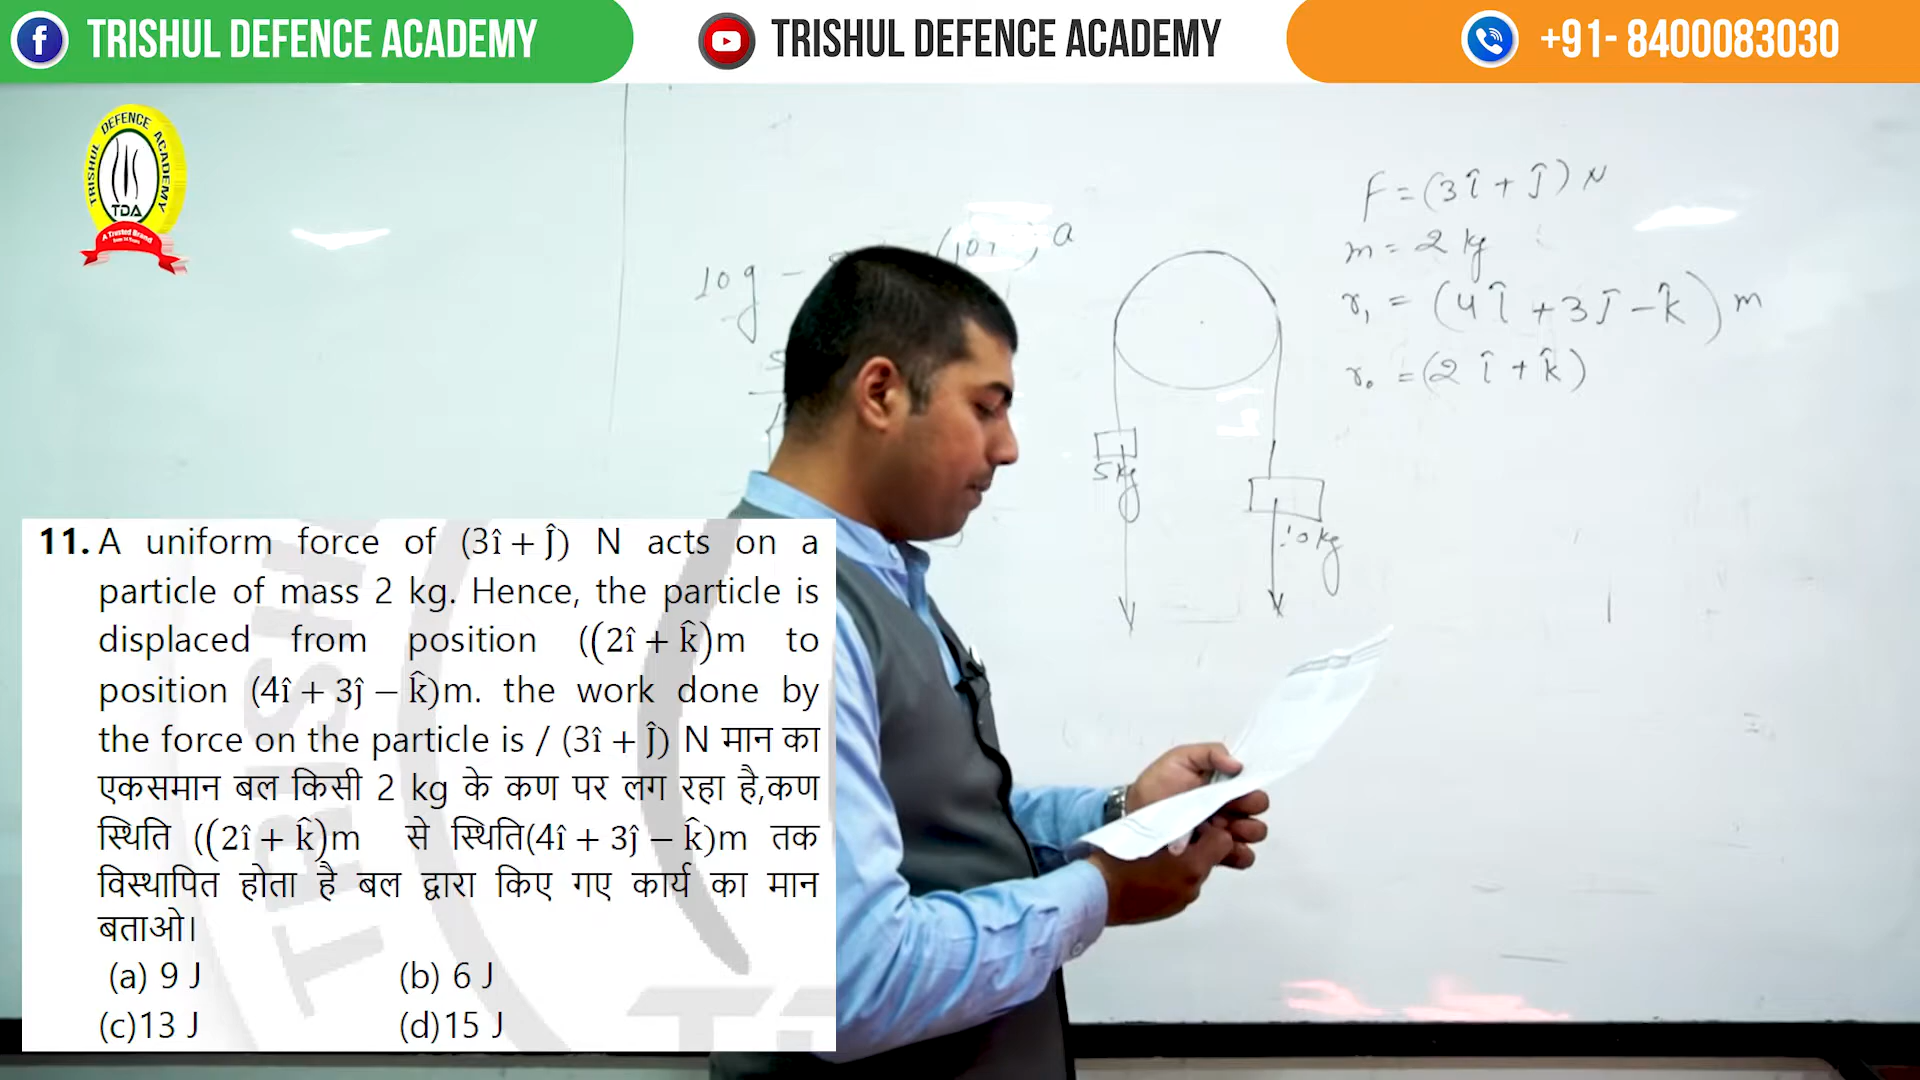 TRISHUL DEFENCE ACADEMY
TRISHUL DEFENCE ACADEMY
+91- 8400083030
TRISHUL DEFENCE ACADEMY
TDA
A Trusted Brand
10g -
a
F = (3î + ĵ) N
m = 2 kg
r₁ = (4î + 3ĵ - k̂) m
r₀ = (2 î + k̂)
5kg
10kg
11. A uniform force of (3î + ĵ) N acts on a
particle of mass 2 kg. Hence, the particle is
displaced from position ((2î + k̂)m to
position (4î + 3ĵ − k̂)m. the work done by
the force on the particle is / (3î + ĵ) N मान का
एकसमान बल किसी 2 kg के कण पर लग रहा है,कण
स्थिति ((2î + k̂)m से स्थिति(4î + 3ĵ − k̂)m तक
विस्थापित होता है बल द्वारा किए गए कार्य का मान
बताओ।
(a) 9 J (b) 6 J
(c)13 J (d)15 J